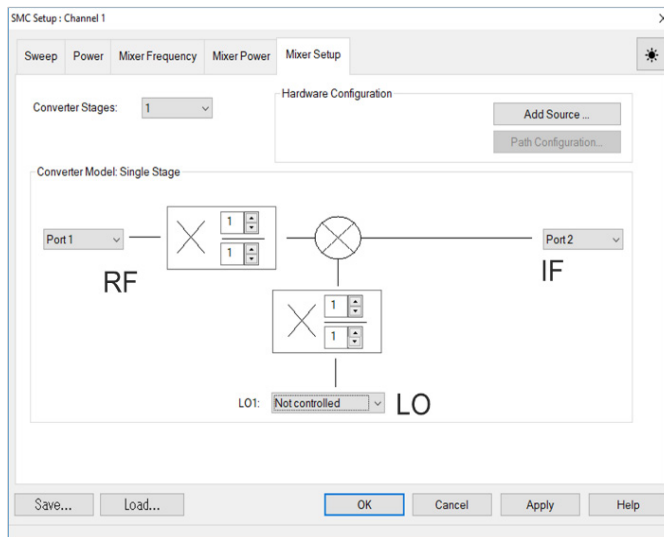 SMC Setup : Channel 1
Sweep Power Mixer Frequency Mixer Power Mixer Setup
Converter Stages: 1
Hardware Configuration
Add Source ...
Path Configuration...
Converter Model: Single Stage
Port 1
1
1
Port 2
RF
IF
1
1
LO1: Not controlled LO
Save... Load... OK Cancel Apply Help